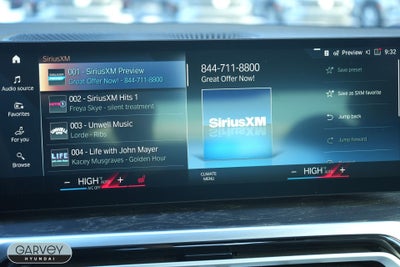 SiriusXM
844-711-8800
Great Offer Now!
Preview
9:32
Audio source
Favorites
For you
Browse
001 - SiriusXM Preview
Great Offer Now! - 844-711-8800
002 - SiriusXM Hits 1
Freya Skye - silent treatment
003 - Unwell Music
Lorde - Ribs
004 - Life with John Mayer
Kacey Musgraves - Golden Hour
LIFE
SiriusXM
Save preset
Save as SXM favorite
Jump back
Jump forward
- HIGH +
A/C OFF
CLIMATE
MENU
- HIGH +
GARVEY
HYUNDAI